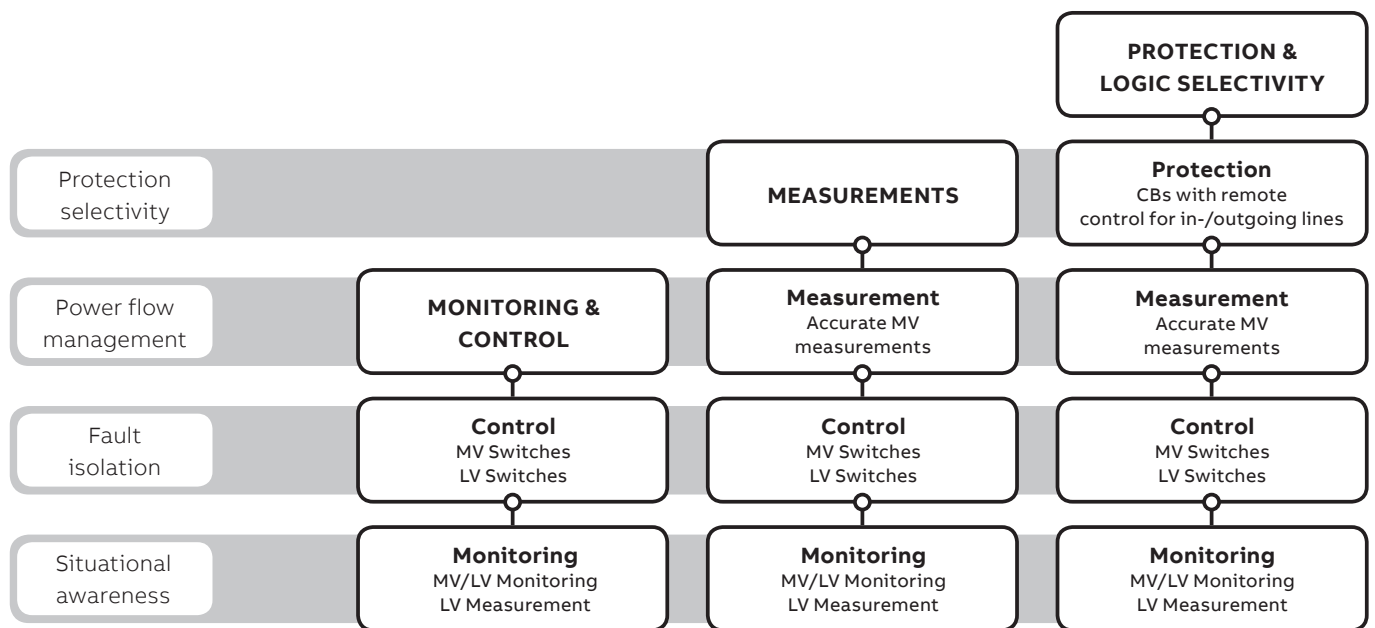 PROTECTION &
LOGIC SELECTIVITY
Protection
selectivity
MEASUREMENTS
Protection
CBs with remote
control for in-/outgoing lines
Power flow
management
MONITORING &
CONTROL
Measurement
Accurate MV
measurements
Measurement
Accurate MV
measurements
Fault
isolation
Control
MV Switches
LV Switches
Control
MV Switches
LV Switches
Control
MV Switches
LV Switches
Situational
awareness
Monitoring
MV/LV Monitoring
LV Measurement
Monitoring
MV/LV Monitoring
LV Measurement
Monitoring
MV/LV Monitoring
LV Measurement